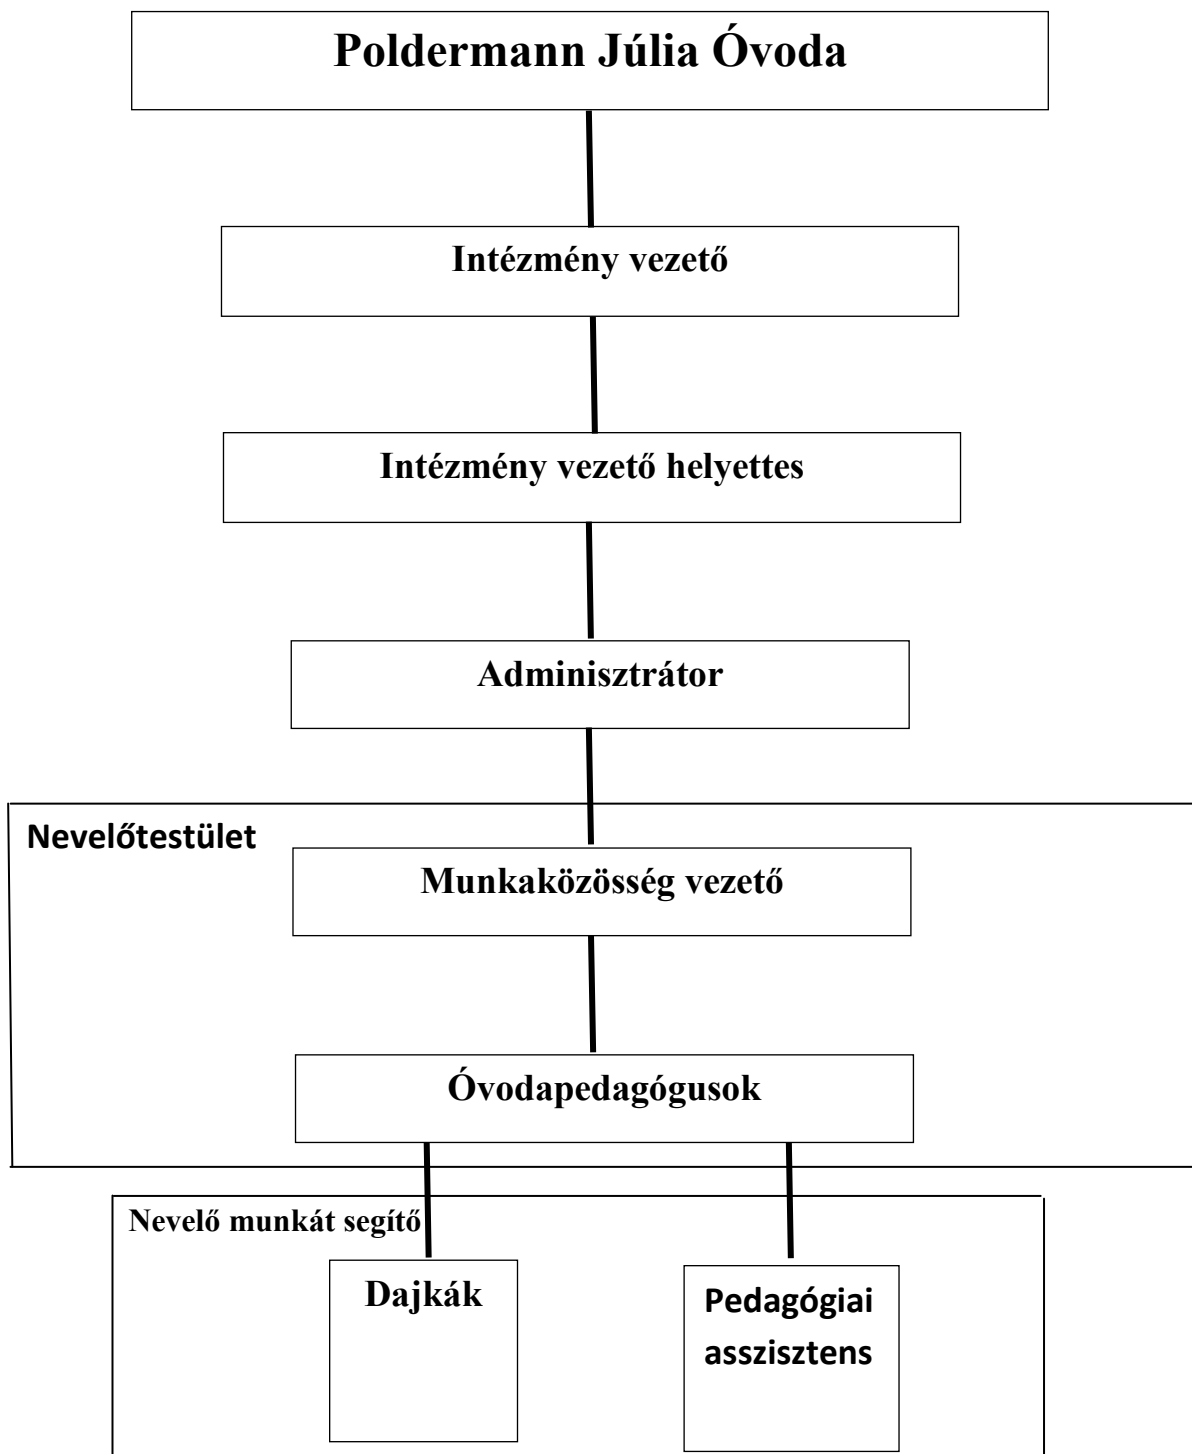 Poldermann Júlia Óvoda
Intézmény vezető
Intézmény vezető helyettes
Adminisztrátor
Nevelőtestület
Munkaközösség vezető
Óvodapedagógusok
Nevelő munkát segítő
Dajkák
Pedagógiai
asszisztens